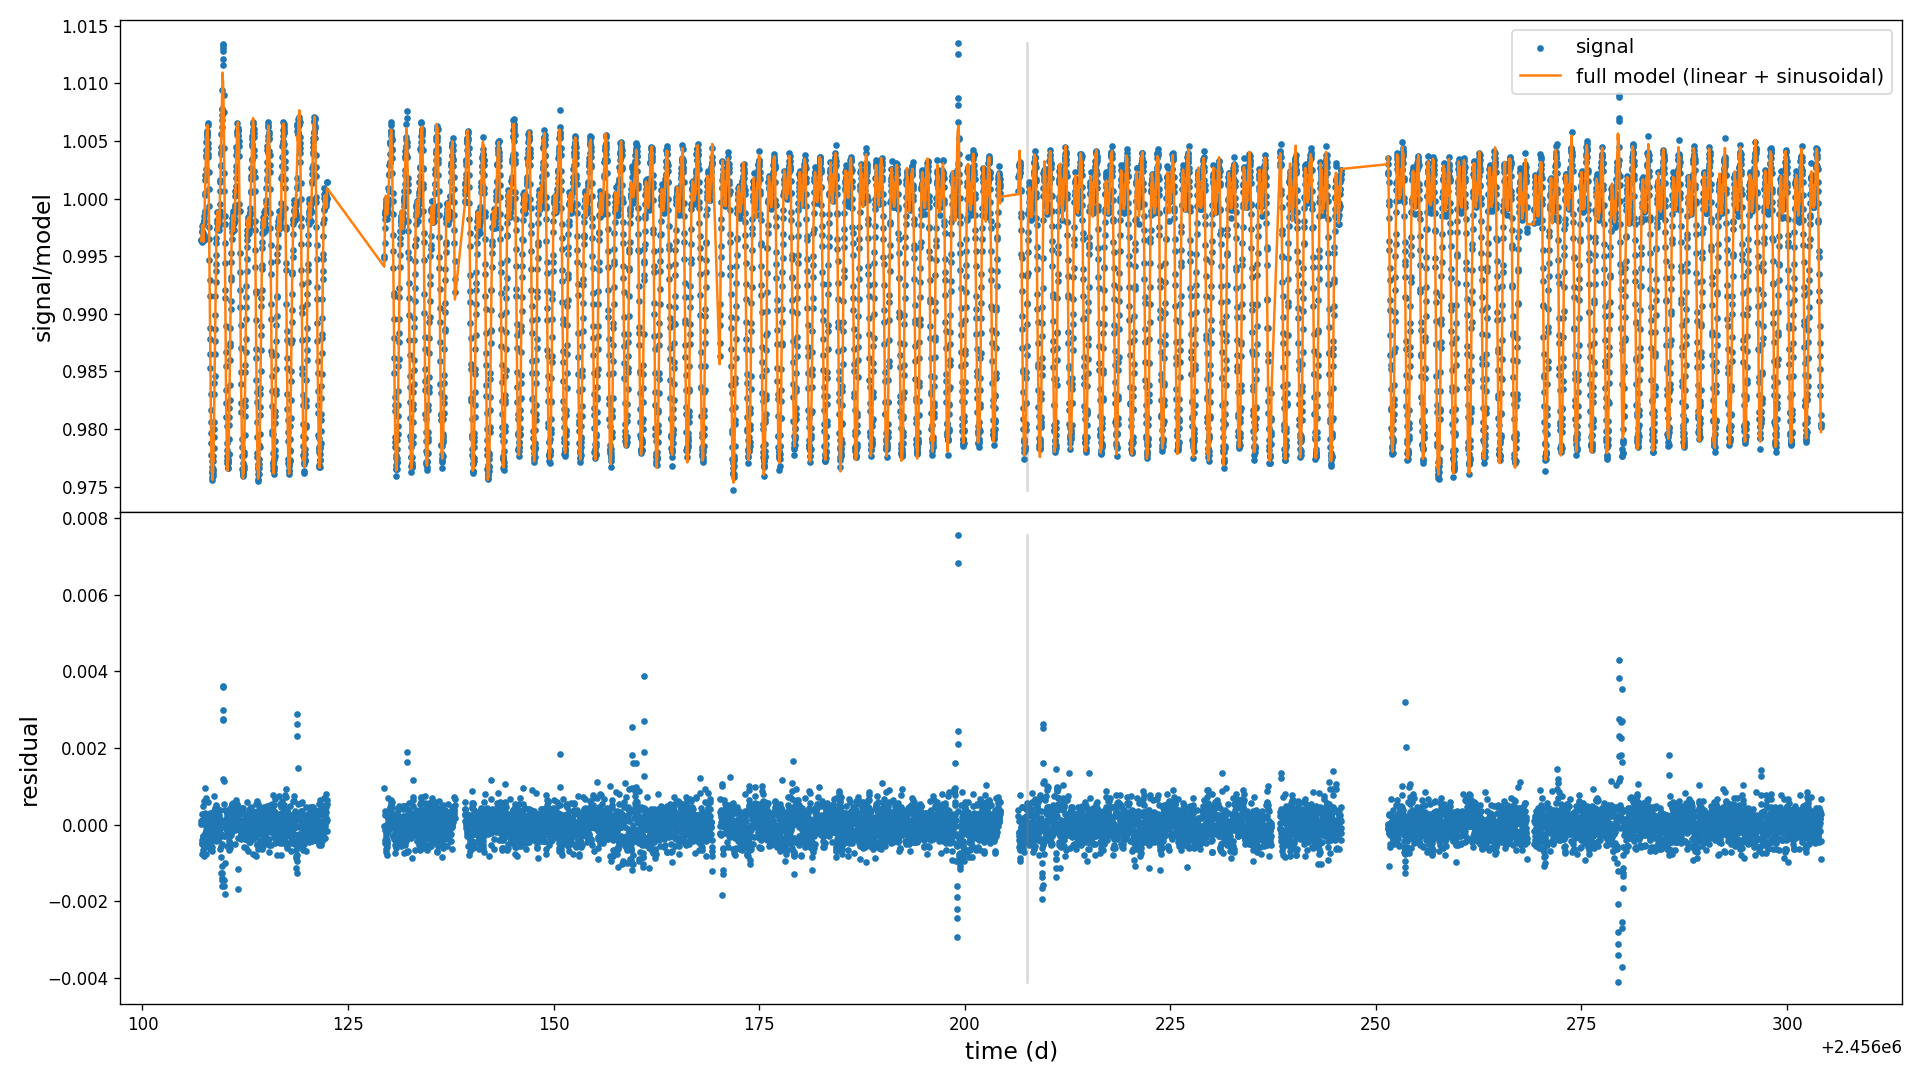 1.015
1.010
1.005
1.000
0.995
0.990
0.985
0.980
0.975
signal/model
signal
full model (linear + sinusoidal)
0.008
0.006
0.004
0.002
0.000
−0.002
−0.004
residual
100 125 150 175 200 225 250 275 300
time (d)
+2.456e6